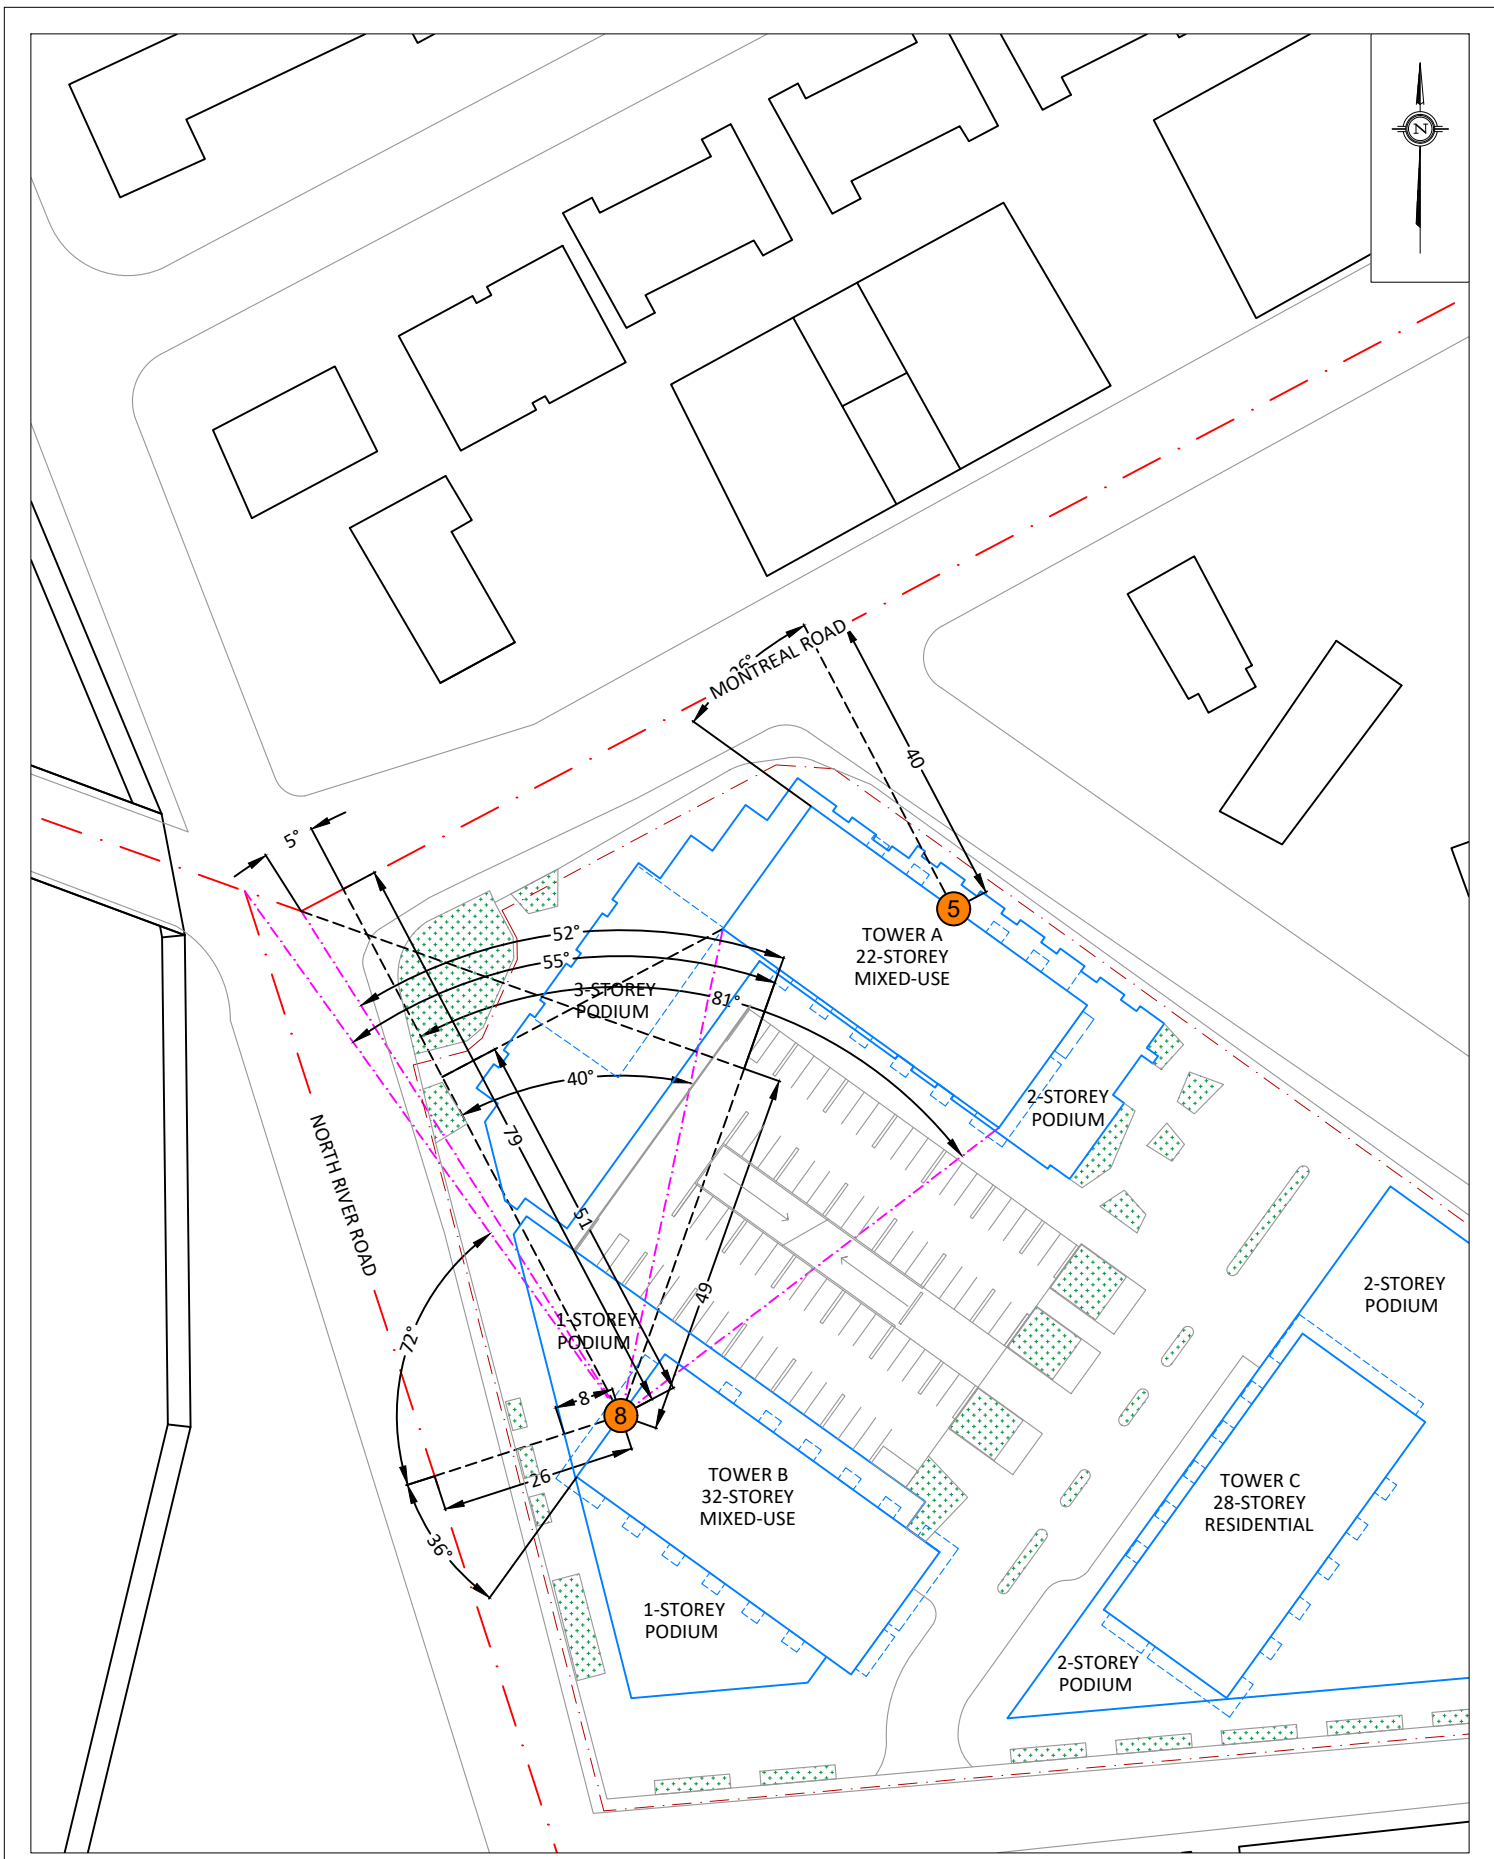 N
MONTREAL ROAD
36°
40
5°
5
TOWER A
22-STOREY
MIXED-USE
52°
55°
3-STOREY
PODIUM
81°
40°
2-STOREY
PODIUM
79
NORTH RIVER ROAD
51
49
2-STOREY
PODIUM
1-STOREY
PODIUM
72°
8
8
26
TOWER B
32-STOREY
MIXED-USE
TOWER C
28-STOREY
RESIDENTIAL
36°
1-STOREY
PODIUM
2-STOREY
PODIUM